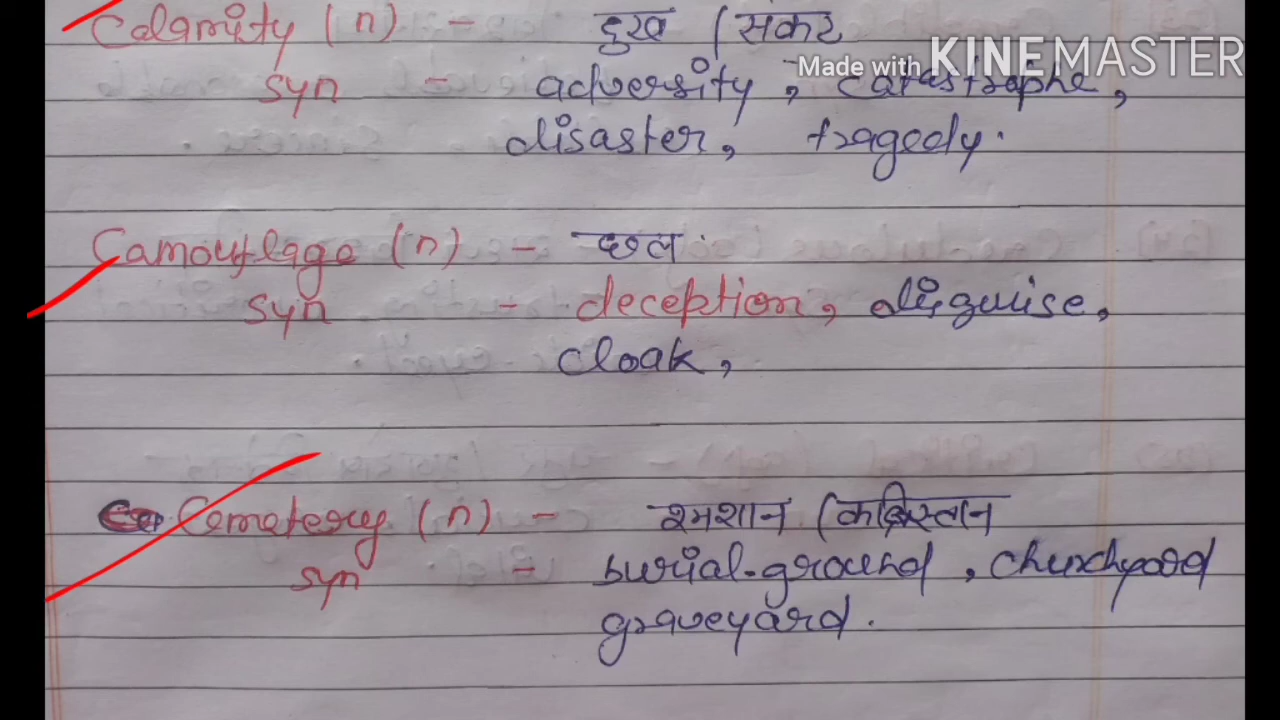 Calamity (n) - दुख / संकट
Made with KINEMASTER
syn - adversity, catastrophe,
disaster, tragedy.
Camouflage (n) - छल
syn - deception, disguise,
cloak,
Cemetery (n) - श्मशान / कब्रिस्तान
syn - burial-ground, churchyard
graveyard.